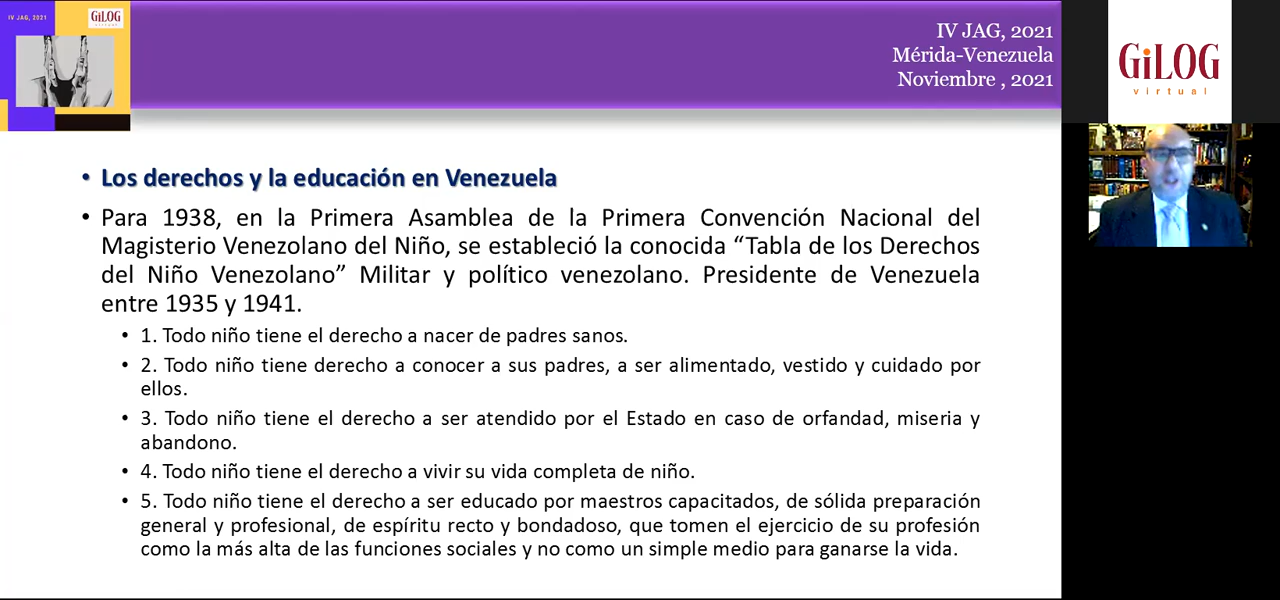 IV JAG, 2021
GiLOG
virtual
IV JAG, 2021
Mérida-Venezuela
Noviembre , 2021
GiLOG
virtual
• Los derechos y la educación en Venezuela
• Para 1938, en la Primera Asamblea de la Primera Convención Nacional del
Magisterio Venezolano del Niño, se estableció la conocida “Tabla de los Derechos
del Niño Venezolano” Militar y político venezolano. Presidente de Venezuela
entre 1935 y 1941.
• 1. Todo niño tiene el derecho a nacer de padres sanos.
• 2. Todo niño tiene derecho a conocer a sus padres, a ser alimentado, vestido y cuidado por
ellos.
• 3. Todo niño tiene el derecho a ser atendido por el Estado en caso de orfandad, miseria y
abandono.
• 4. Todo niño tiene el derecho a vivir su vida completa de niño.
• 5. Todo niño tiene el derecho a ser educado por maestros capacitados, de sólida preparación
general y profesional, de espíritu recto y bondadoso, que tomen el ejercicio de su profesión
como la más alta de las funciones sociales y no como un simple medio para ganarse la vida.